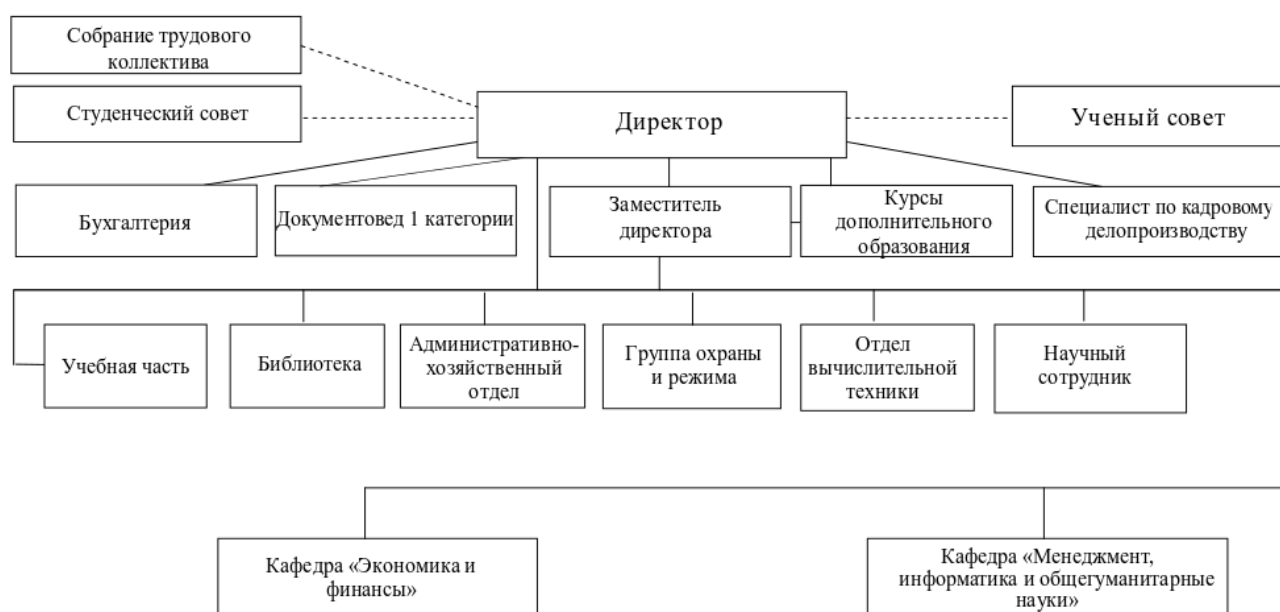 Собрание трудового
коллектива
Студенческий совет
Директор
Ученый совет
Бухгалтерия
Документовед 1 категории
Заместитель
директора
Курсы
дополнительного
образования
Специалист по кадровому
делопроизводству
Учебная часть
Библиотека
Административно-
хозяйственный
отдел
Группа охраны
и режима
Отдел
вычислительной
техники
Научный
сотрудник
Кафедра «Экономика и
финансы»
Кафедра «Менеджмент,
информатика и общегуманитарные
науки»